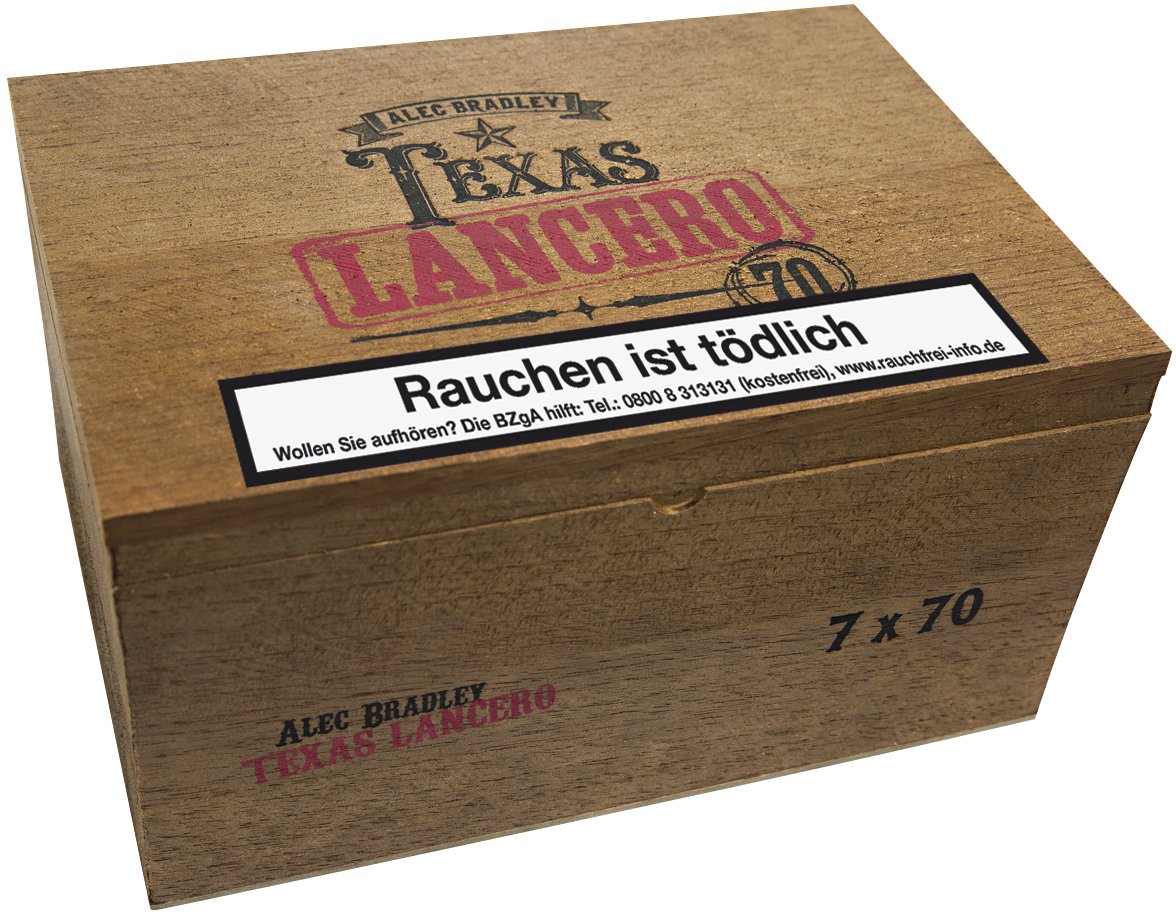 ALEC BRADLEY
TEXAS
LANCERO
70
Rauchen ist tödlich
Wollen Sie aufhören? Die BZgA hilft: Tel.: 0800 8 313131 (kostenfrei), www.rauchfrei-info.de
7 x 70
ALEC BRADLEY
TEXAS LANCERO